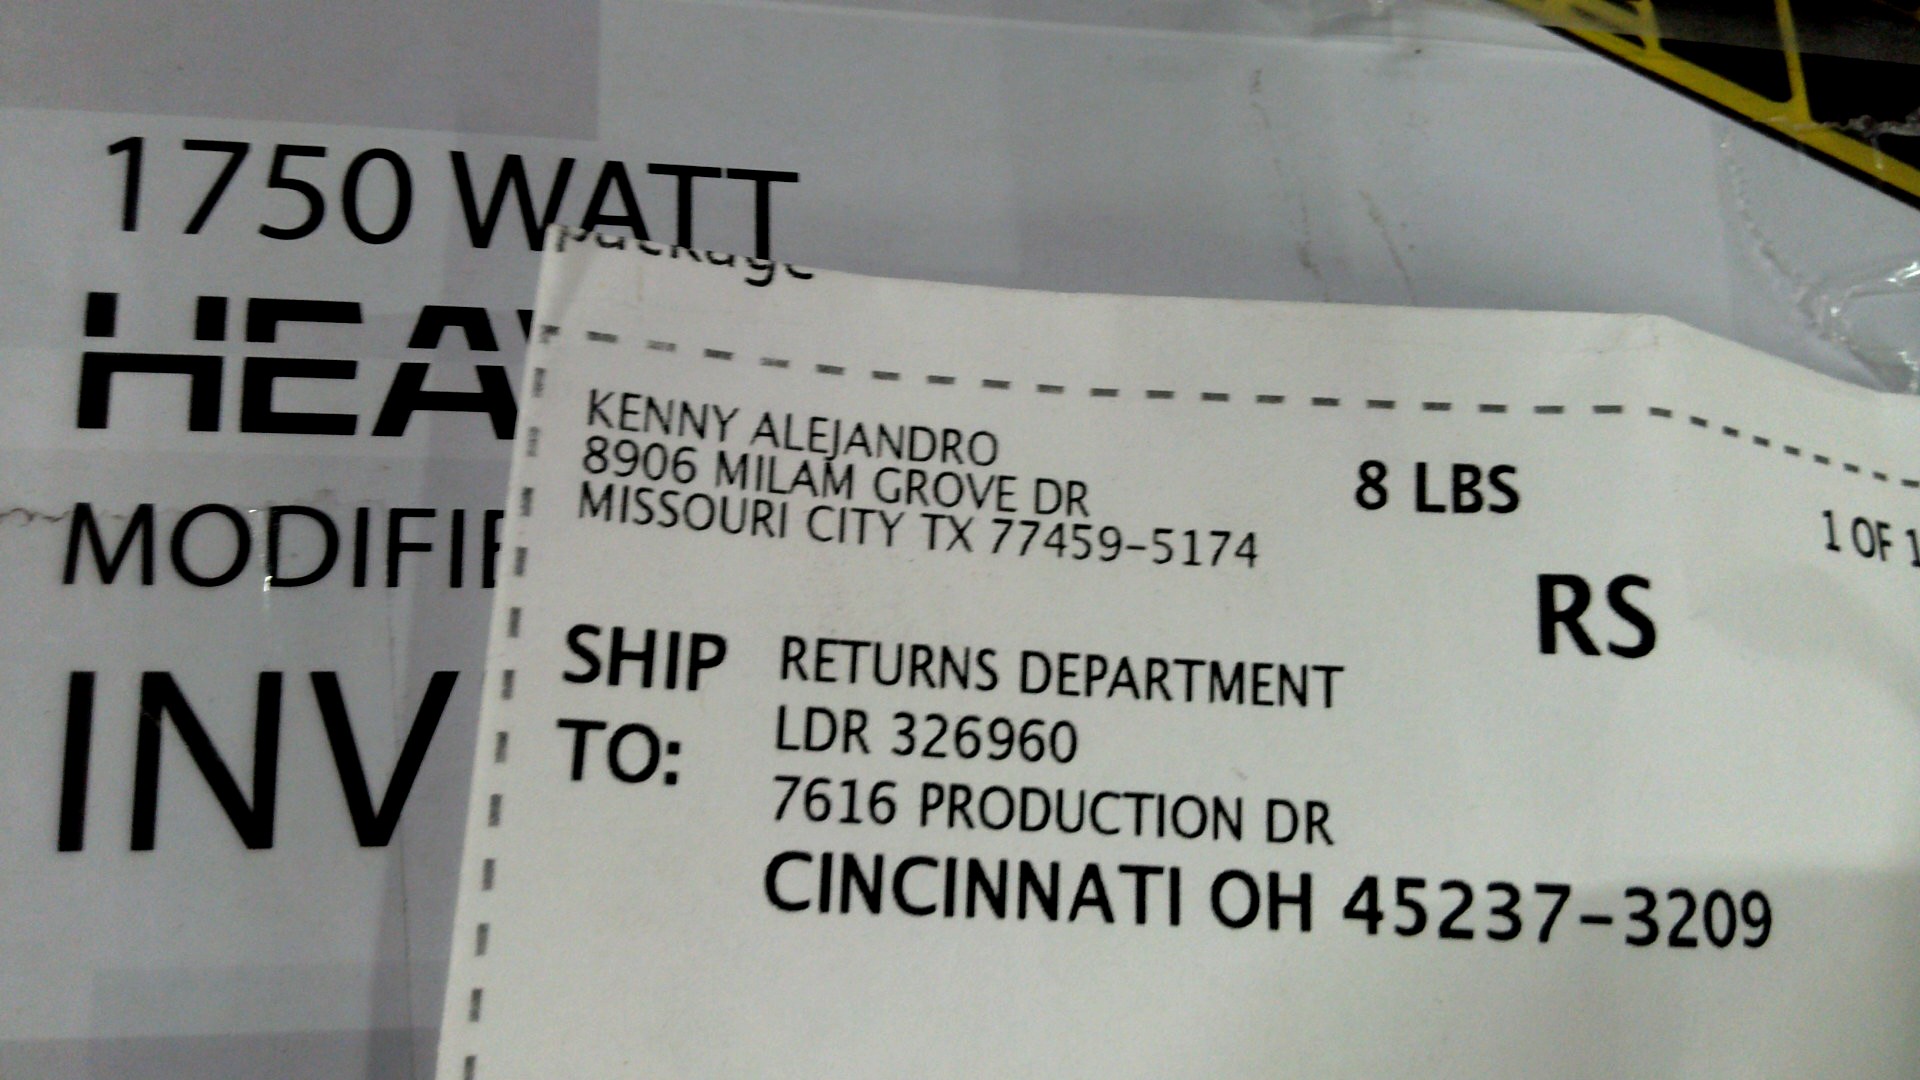 1750 WATT
HEA
MODIFI
INV
package
KENNY ALEJANDRO
8906 MILAM GROVE DR
MISSOURI CITY TX 77459-5174
8 LBS
1 OF 1
RS
SHIP TO:
RETURNS DEPARTMENT
LDR 326960
7616 PRODUCTION DR
CINCINNATI OH 45237-3209